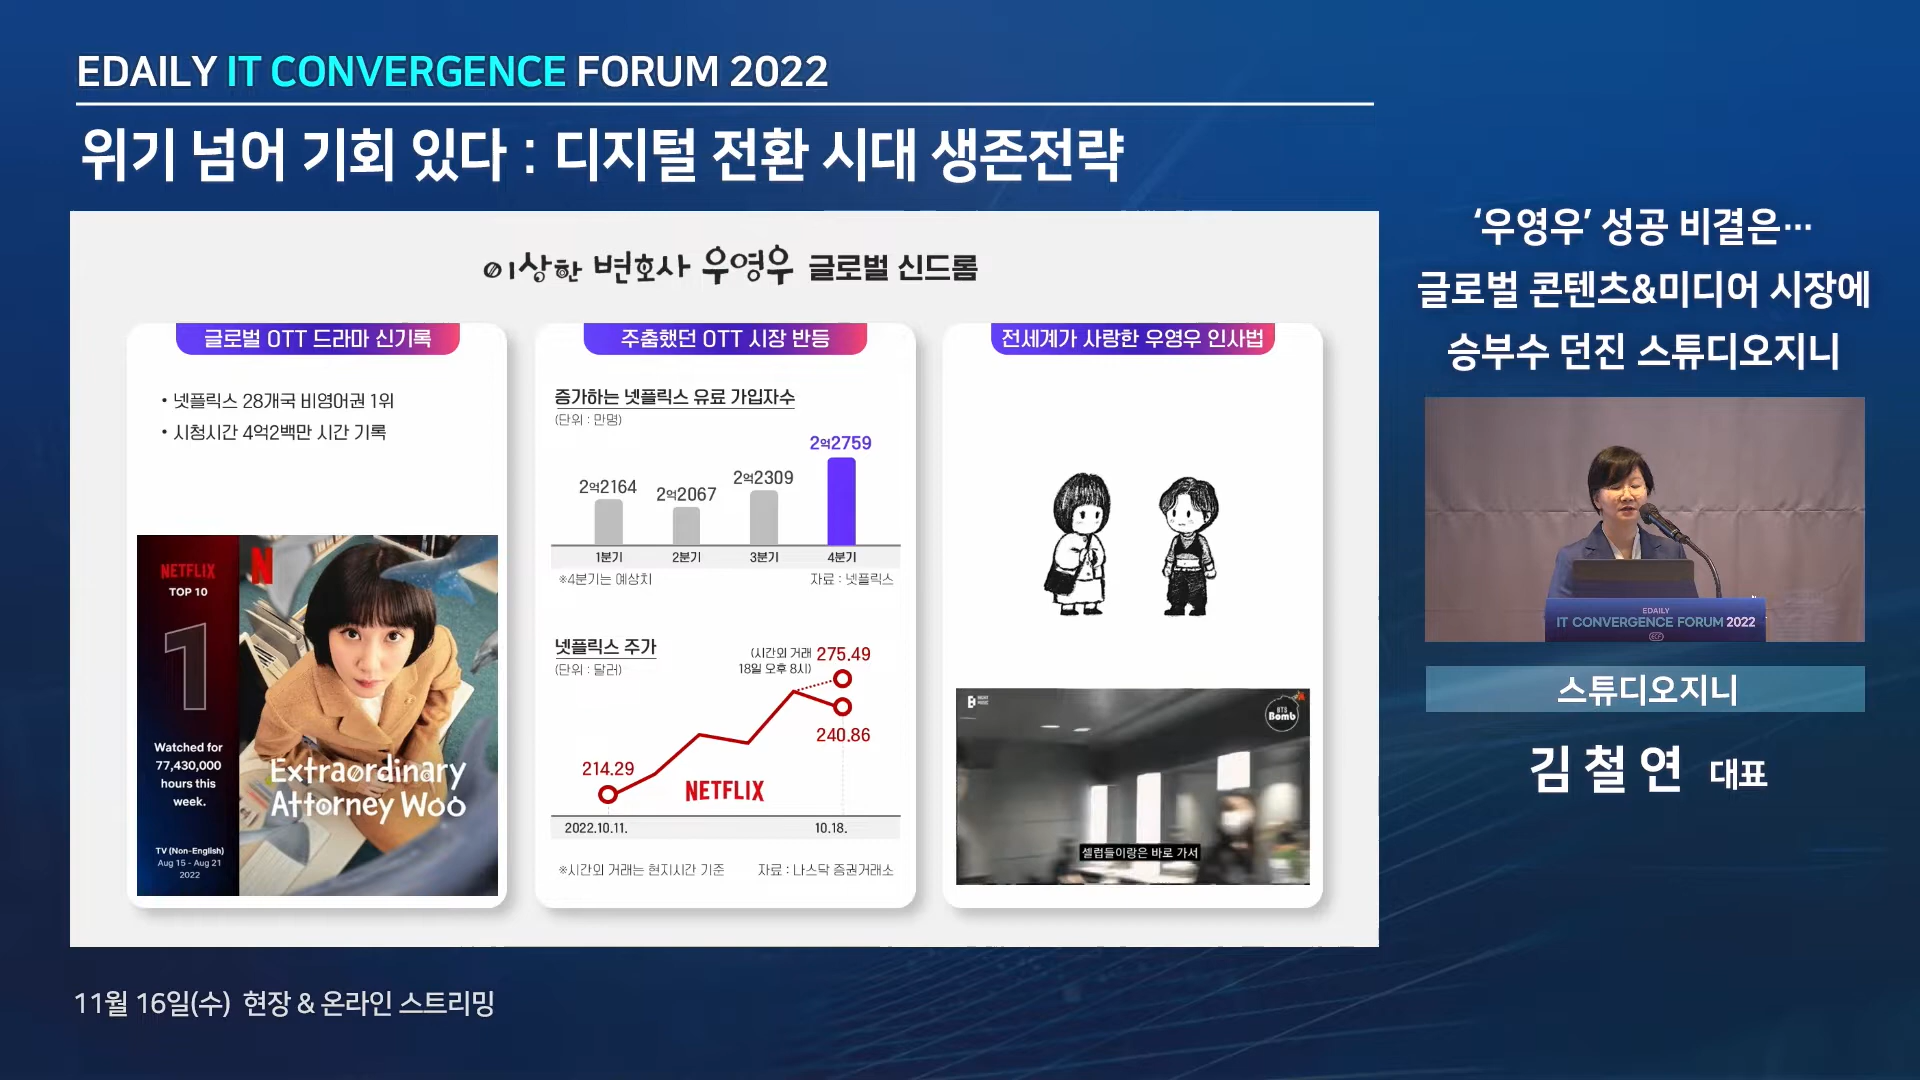 EDAILY IT CONVERGENCE FORUM 2022
위기 넘어 기회 있다 : 디지털 전환 시대 생존전략
이상한 변호사 우영우 글로벌 신드롬
글로벌 OTT 드라마 신기록
• 넷플릭스 28개국 비영어권 1위
• 시청시간 4억2백만 시간 기록
NETFLIX
TOP 10
1
Watched for
77,430,000
hours this
week.
TV (Non-English)
Aug 15 - Aug 21
2022
N
Extraordinary
Attorney Woo
주춤했던 OTT 시장 반등
증가하는 넷플릭스 유료 가입자수
(단위 : 만명)
2억2164
2억2067
2억2309
2억2759
1분기
2분기
3분기
4분기
※4분기는 예상치
자료 : 넷플릭스
넷플릭스 주가
(단위 : 달러)
(시간외 거래
18일 오후 8시)
275.49
240.86
214.29
NETFLIX
2022.10.11.
10.18.
※시간외 거래는 현지시간 기준
자료 : 나스닥 증권거래소
전세계가 사랑한 우영우 인사법
BTS
Bomb
셀럽들이랑은 바로 가서
‘우영우’ 성공 비결은…
글로벌 콘텐츠&미디어 시장에
승부수 던진 스튜디오지니
EDAILY
IT CONVERGENCE FORUM 2022
스튜디오지니
김철연 대표
11월 16일(수) 현장 & 온라인 스트리밍